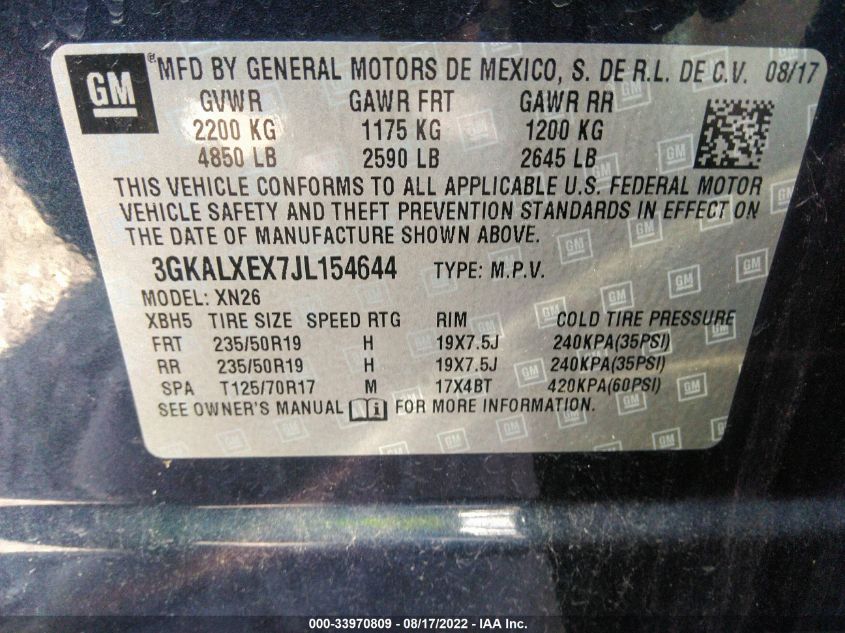 GM ® MFD BY GENERAL MOTORS DE MEXICO, S. DE R.L. DE C.V. 08/17
GVWR GAWR FRT GAWR RR
2200 KG 1175 KG 1200 KG
4850 LB 2590 LB 2645 LB
THIS VEHICLE CONFORMS TO ALL APPLICABLE U.S. FEDERAL MOTOR
VEHICLE SAFETY AND THEFT PREVENTION STANDARDS IN EFFECT ON
THE DATE OF MANUFACTURE SHOWN ABOVE.
3GKALXEX7JL154644 TYPE: M.P.V.
MODEL: XN26
XBH5 TIRE SIZE SPEED RTG RIM COLD TIRE PRESSURE
FRT 235/50R19 H 19X7.5J 240KPA(35PSI)
RR 235/50R19 H 19X7.5J 240KPA(35PSI)
SPA T125/70R17 M 17X4BT 420KPA(60PSI)
SEE OWNER'S MANUAL FOR MORE INFORMATION.
000-33970809 - 08/17/2022 - IAA Inc.